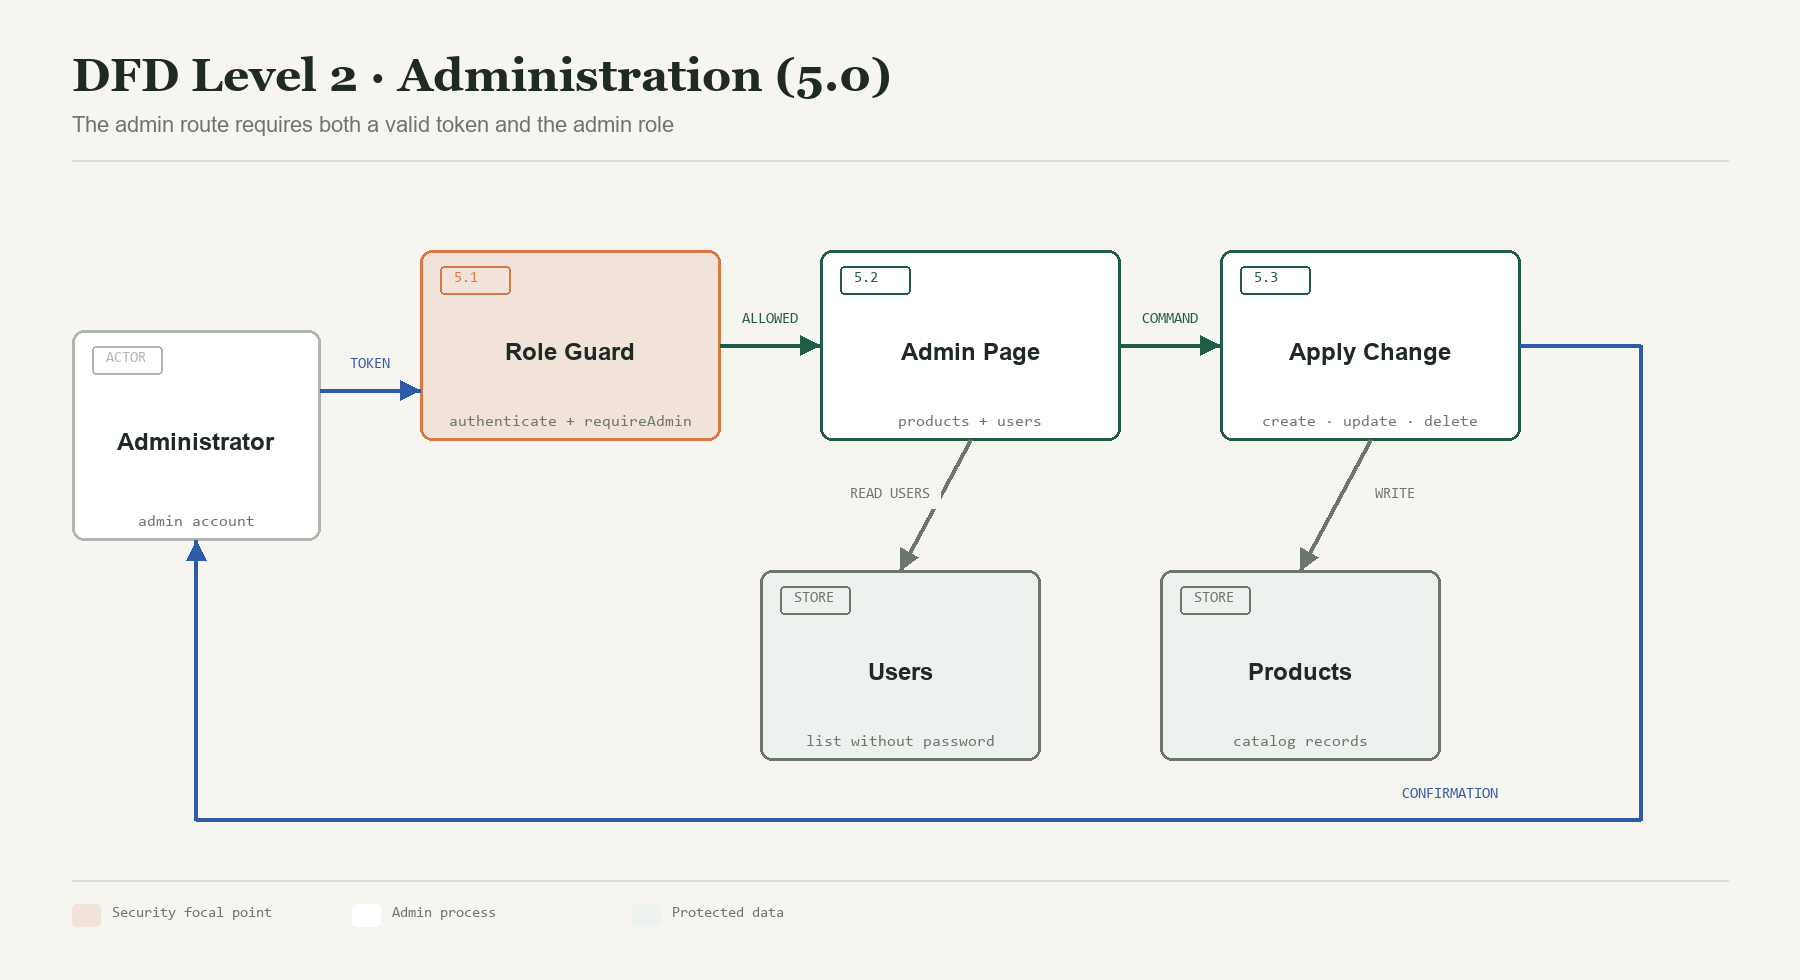 DFD Level 2 · Administration (5.0)
The admin route requires both a valid token and the admin role
ACTOR
Administrator
admin account
TOKEN
5.1
Role Guard
authenticate + requireAdmin
ALLOWED
5.2
Admin Page
products + users
COMMAND
5.3
Apply Change
create · update · delete
READ USERS
WRITE
STORE
Users
list without password
STORE
Products
catalog records
CONFIRMATION
Security focal point
Admin process
Protected data